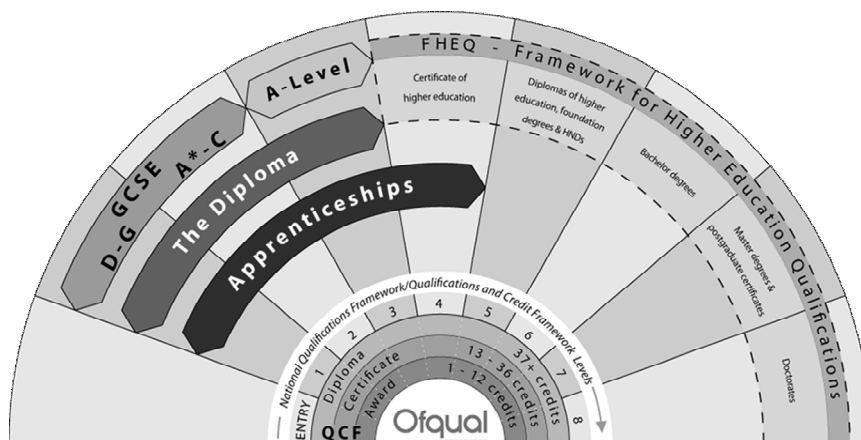 FHEQ - Framework for Higher Education Qualifications
A-Level
GCSE
A*-C
D-G
The Diploma
Apprenticeships
Certificate of
higher education
Diplomas of higher
education, foundation
degrees & HNDs
Bachelor degrees
Master degrees &
postgraduate certificates
Doctorates
National Qualifications Framework/Qualifications and Credit Framework Levels
ENTRY
1
2
3
4
5
6
7
8
Diploma
37+ credits
Certificate
13 - 36 credits
Award
1 - 12 credits
QCF
Ofqual